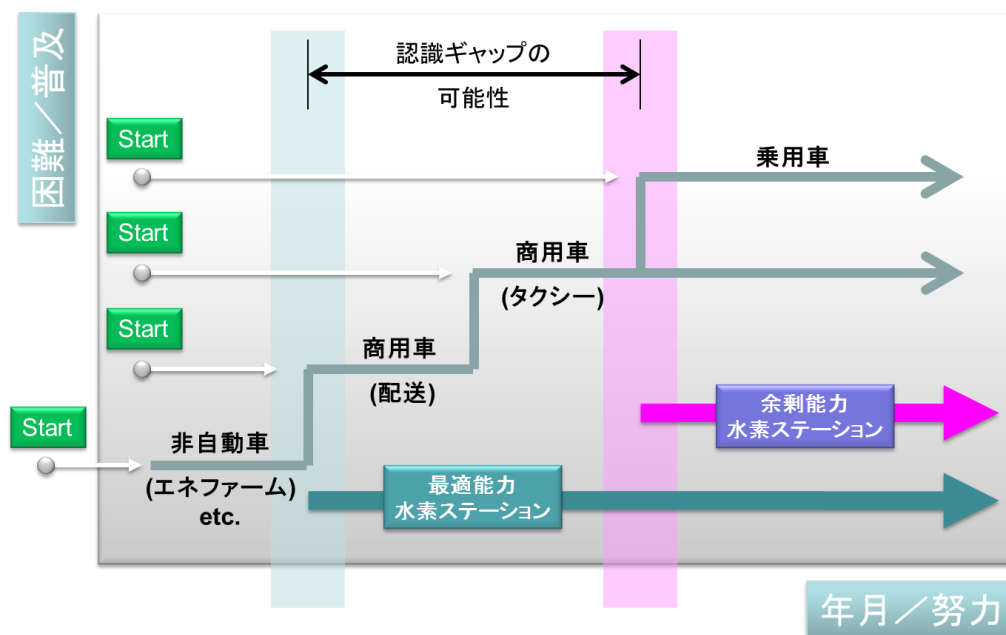 困難／普及
認識ギャップの
可能性
Start
乗用車
Start
商用車
(タクシー)
Start
商用車
(配送)
余剰能力
水素ステーション
Start
非自動車
(エネファーム)
etc.
最適能力
水素ステーション
年月／努力